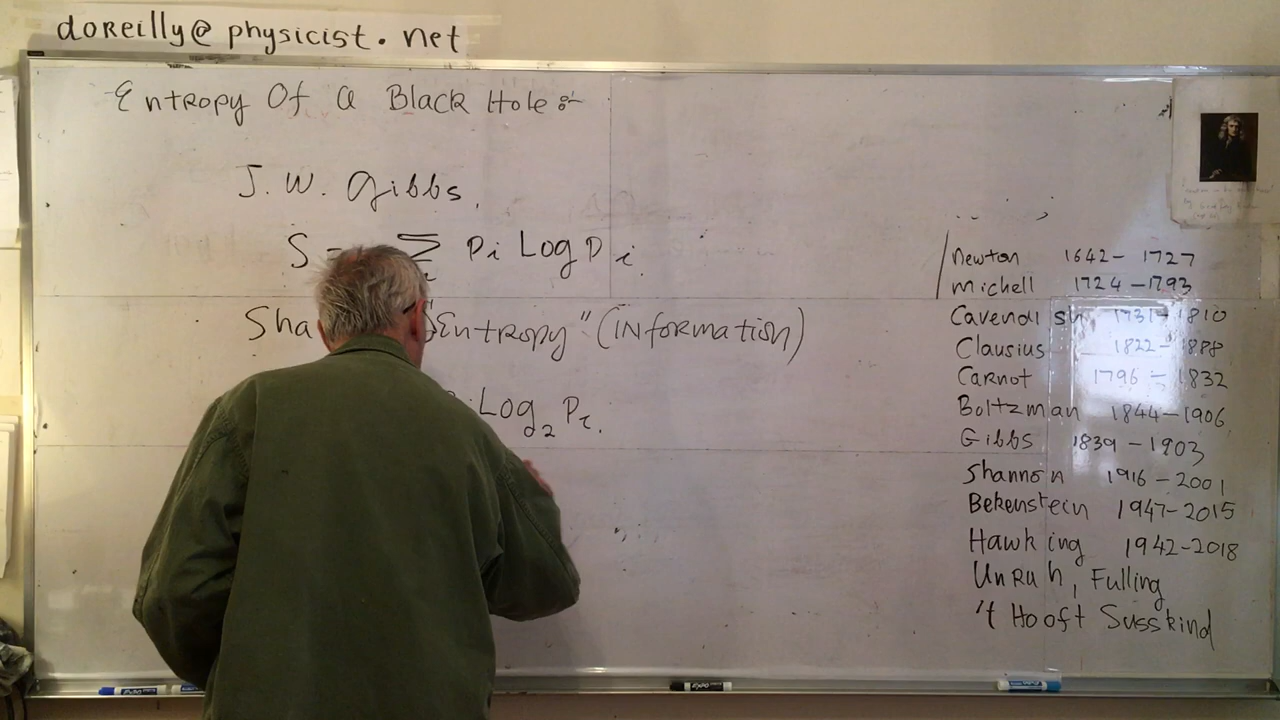 doreilly@physicist.net
Entropy Of a Black Hole:-
J. W. Gibbs.
S = Σ Pi Log Pi.
Sha "Entropy" (INformation)
Log2 Pi.
Newton 1642 - 1727
Michell 1724 - 1793
Cavendish 1731 - 1810
Clausius 1822 - 1888
Carnot 1796 - 1832
Boltzman 1844 - 1906
Gibbs 1839 - 1903
Shannon 1916 - 2001
Bekenstein 1947 - 2015
Hawking 1942 - 2018
Unruh, Fulling
't Hooft Susskind
EXPO